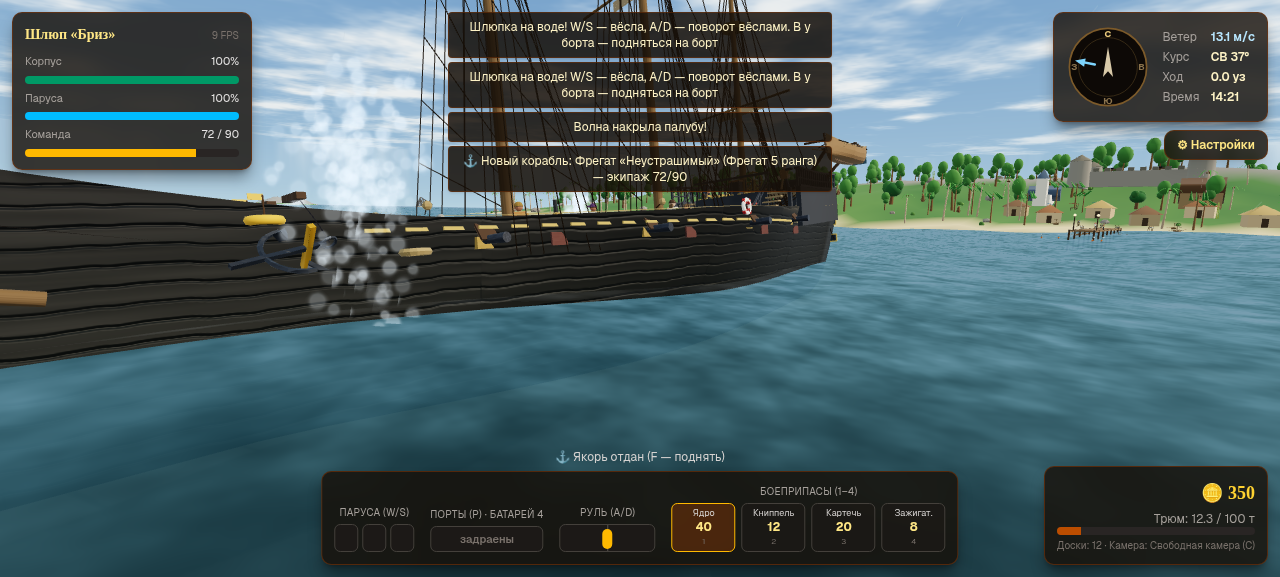 Шлюп «Бриз»
9 FPS
Корпус
100%
Паруса
100%
Команда
72 / 90
Шлюпка на воде! W/S — вёсла, A/D — поворот вёслами. В у
борта — подняться на борт
Шлюпка на воде! W/S — вёсла, A/D — поворот вёслами. В у
борта — подняться на борт
Волна накрыла палубу!
⚓ Новый корабль: Фрегат «Неустрашимый» (Фрегат 5 ранга)
— экипаж 72/90
С
З
В
Ю
Ветер 13.1 м/с
Курс СВ 37°
Ход 0.0 уз
Время 14:21
⚙ Настройки
⚓ Якорь отдан (F — поднять)
ПАРУСА (W/S)
ПОРТЫ (P) · БАТАРЕЙ 4
задраены
РУЛЬ (A/D)
БОЕПРИПАСЫ (1–4)
Ядро
40
1
Книппель
12
2
Картечь
20
3
Зажигат.
8
4
350
Трюм: 12.3 / 100 т
Доски: 12 · Камера: Свободная камера (C)